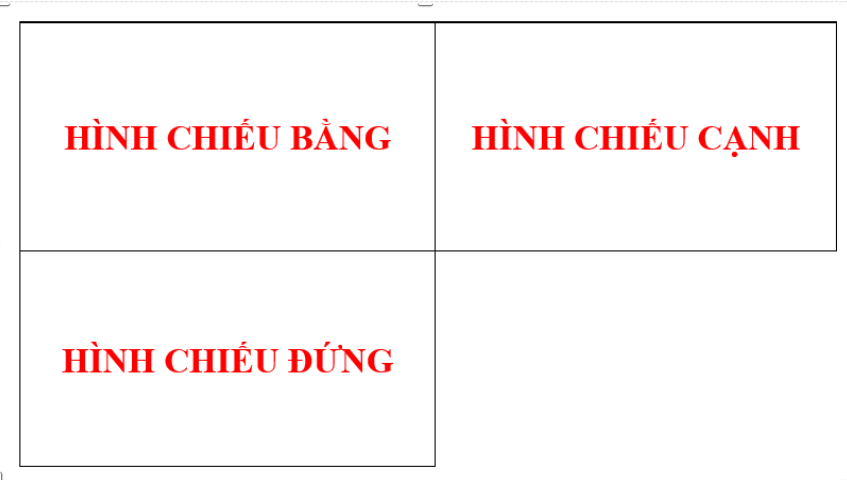 HÌNH CHIẾU BẰNG
HÌNH CHIẾU CẠNH
HÌNH CHIẾU ĐỨNG